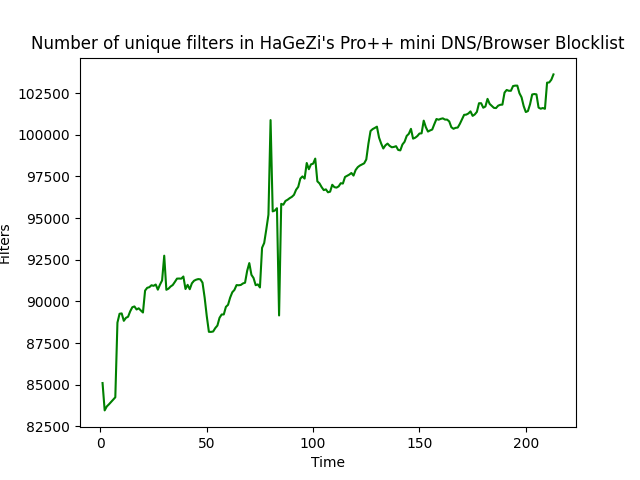 Number of unique filters in HaGeZi's Pro++ mini DNS/Browser Blocklist
102500
100000
97500
95000
92500
90000
87500
85000
82500
Filters
0 50 100 150 200
Time